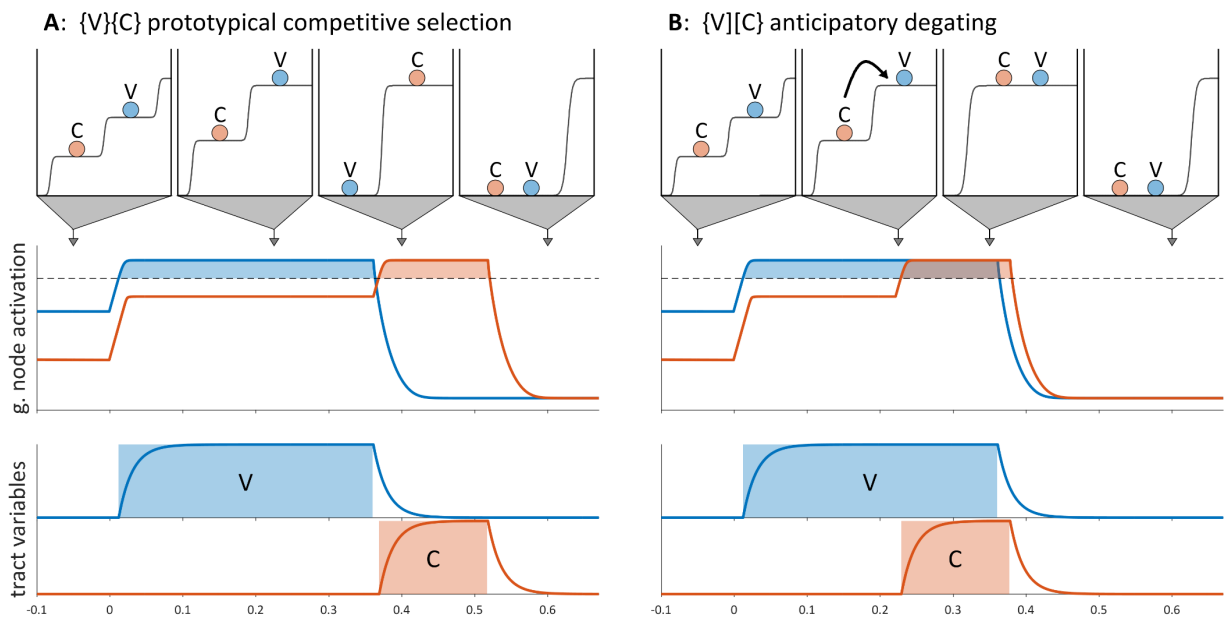 A: {V}{C} prototypical competitive selection
B: {V][C} anticipatory degating
C V
C V
V C
C V
C V
C V
C V
C V
g. node activation
tract variables
V
C
V
C
-0.1 0 0.1 0.2 0.3 0.4 0.5 0.6
-0.1 0 0.1 0.2 0.3 0.4 0.5 0.6